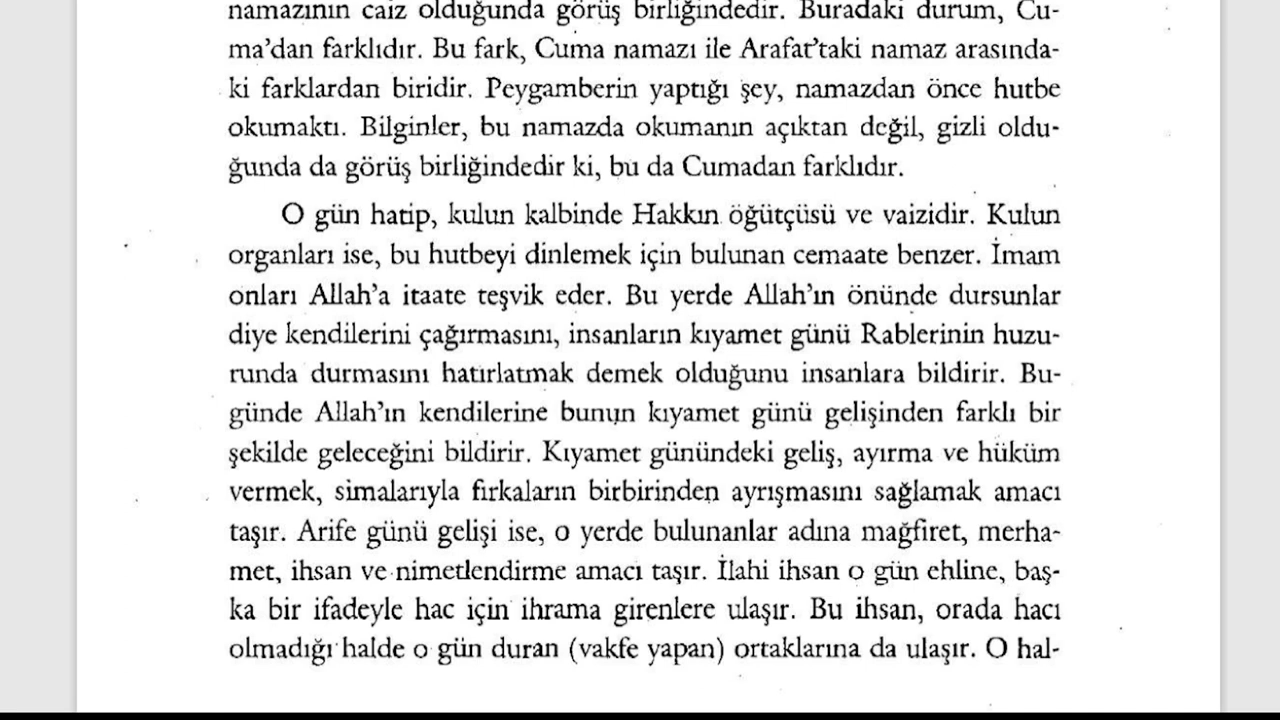 namazının caiz olduğunda görüş birliğindedir. Buradaki durum, Cu-
ma’dan farklıdır. Bu fark, Cuma namazı ile Arafat’taki namaz arasında-
ki farklardan biridir. Peygamberin yaptığı şey, namazdan önce hutbe
okumaktı. Bilginler, bu namazda okumanın açıktan değil, gizli oldu-
ğunda da görüş birliğindedir ki, bu da Cumadan farklıdır.
O gün hatip, kulun kalbinde Hakkın öğütçüsü ve vaizidir. Kulun
organları ise, bu hutbeyi dinlemek için bulunan cemaate benzer. İmam
onları Allah’a itaate teşvik eder. Bu yerde Allah’ın önünde dursunlar
diye kendilerini çağırmasını, insanların kıyamet günü Rablerinin huzu-
runda durmasını hatırlatmak demek olduğunu insanlara bildirir. Bu-
günde Allah’ın kendilerine bunun kıyamet günü gelişinden farklı bir
şekilde geleceğini bildirir. Kıyamet günündeki geliş, ayırma ve hüküm
vermek, simalarıyla fırkaların birbirinden ayrışmasını sağlamak amacı
taşır. Arife günü gelişi ise, o yerde bulunanlar adına mağfiret, merha-
met, ihsan ve nimetlendirme amacı taşır. İlahi ihsan o gün ehline, baş-
ka bir ifadeyle hac için ihrama girenlere ulaşır. Bu ihsan, orada hacı
olmadığı halde o gün duran (vakfe yapan) ortaklarına da ulaşır. O hal-